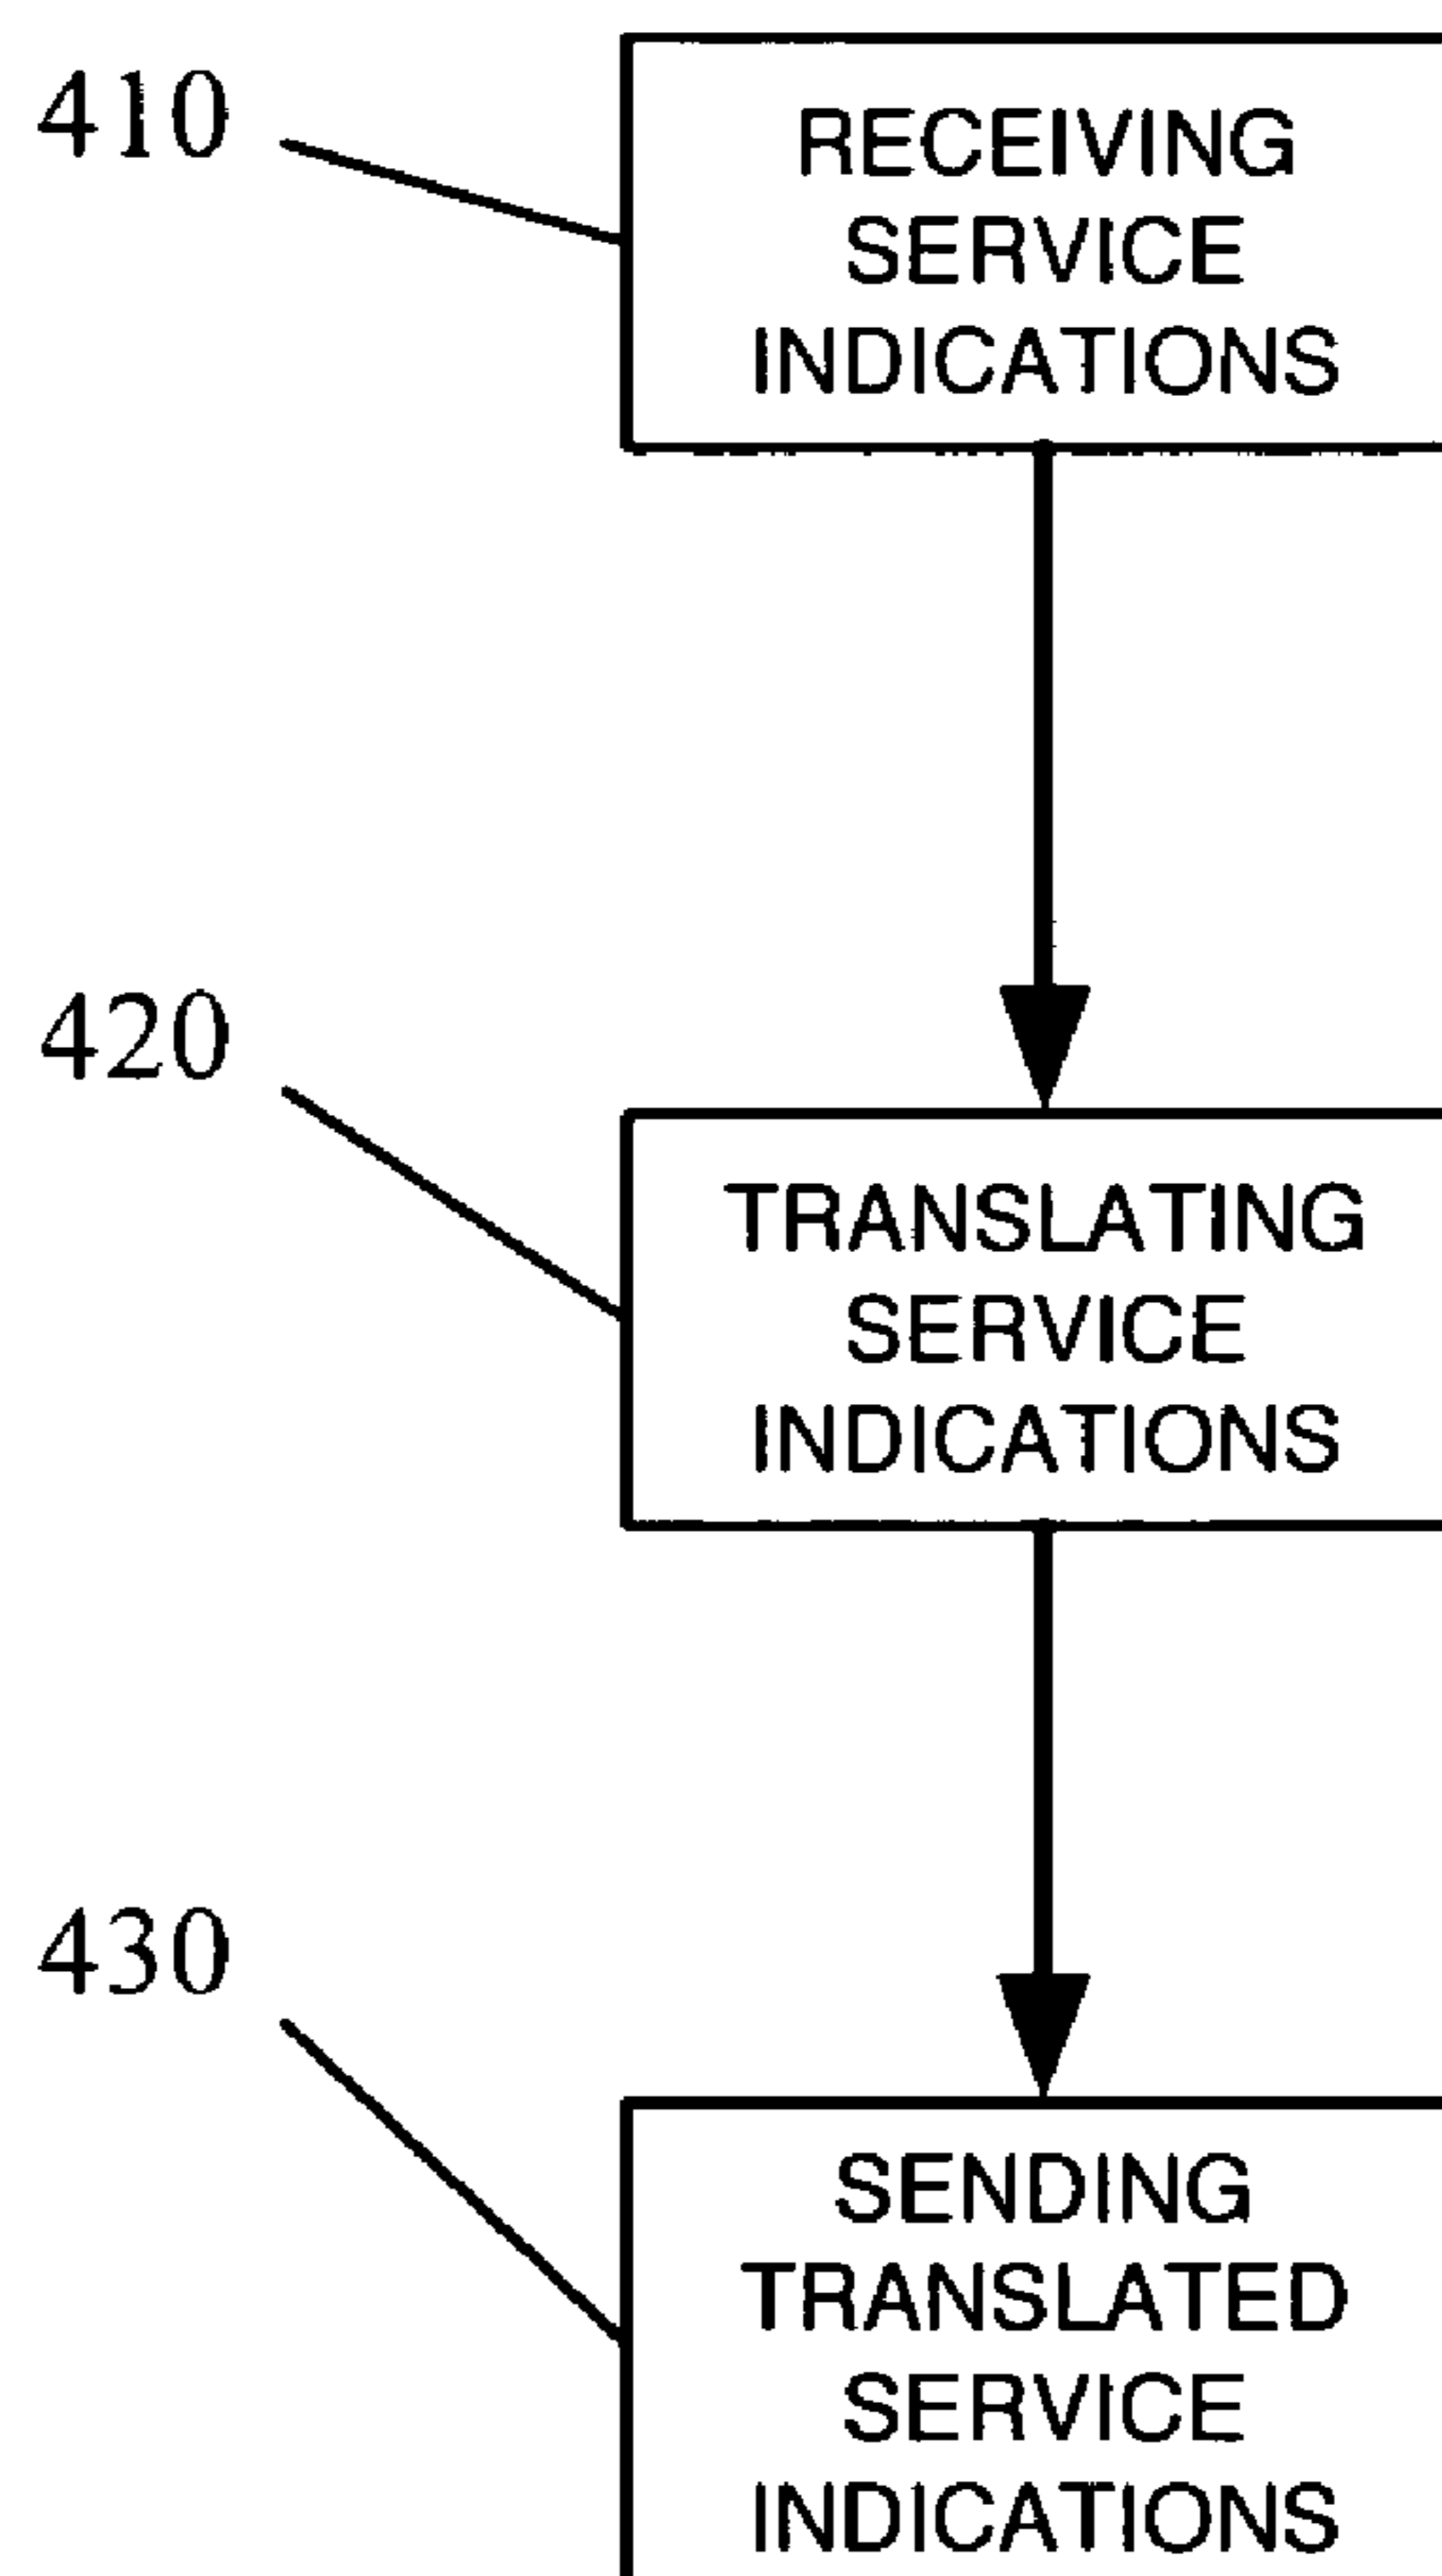 410
RECEIVING
SERVICE
INDICATIONS
420
TRANSLATING
SERVICE
INDICATIONS
430
SENDING
TRANSLATED
SERVICE
INDICATIONS